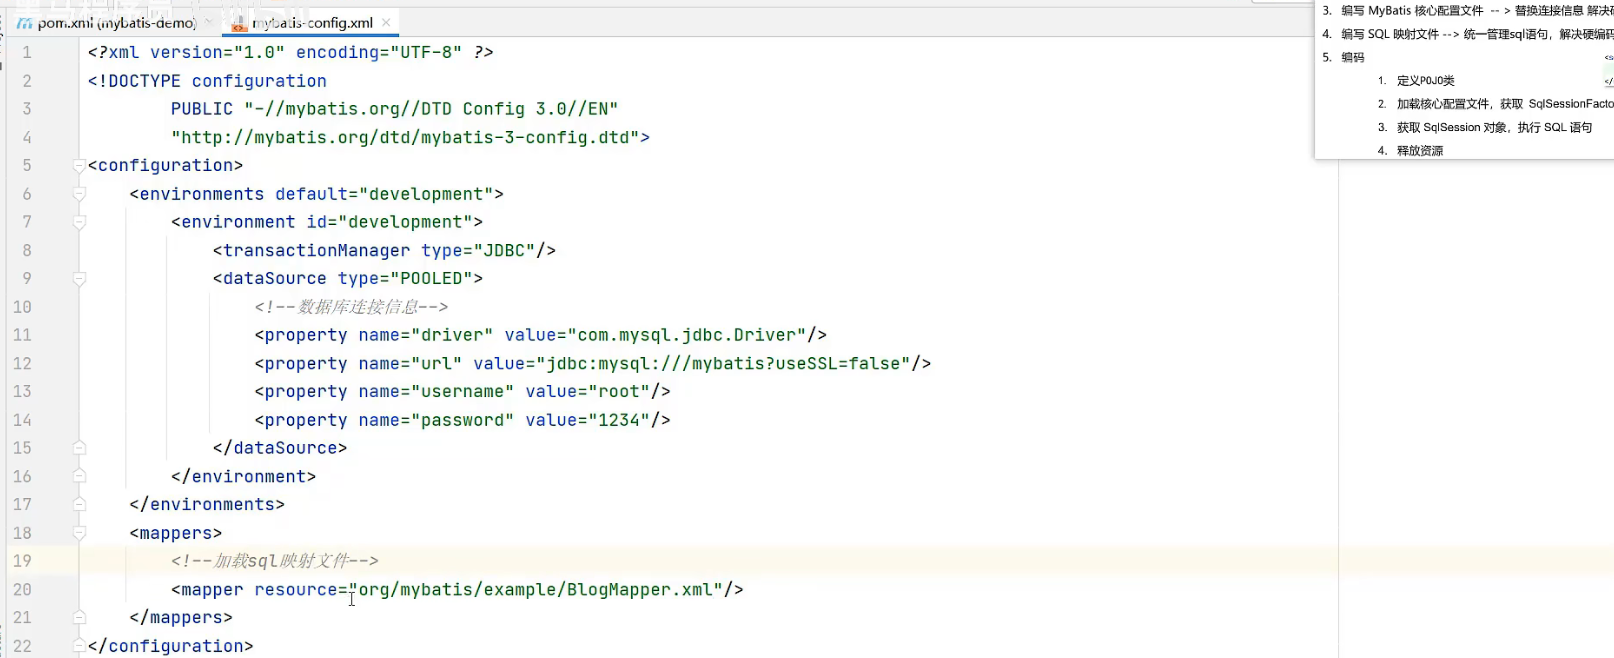 pom.xml (mybatis-demo)
mybatis-config.xml
1 <?xml version="1.0" encoding="UTF-8" ?>
2 <!DOCTYPE configuration
3 PUBLIC "-//mybatis.org//DTD Config 3.0//EN"
4 "http://mybatis.org/dtd/mybatis-3-config.dtd">
5 <configuration>
6 <environments default="development">
7 <environment id="development">
8 <transactionManager type="JDBC"/>
9 <dataSource type="POOLED">
10 <!--数据库连接信息-->
11 <property name="driver" value="com.mysql.jdbc.Driver"/>
12 <property name="url" value="jdbc:mysql:///mybatis?useSSL=false"/>
13 <property name="username" value="root"/>
14 <property name="password" value="1234"/>
15 </dataSource>
16 </environment>
17 </environments>
18 <mappers>
19 <!--加载sql映射文件-->
20 <mapper resource="org/mybatis/example/BlogMapper.xml"/>
21 </mappers>
22 </configuration>
3. 编写 MyBatis 核心配置文件 -- > 替换连接信息 解决
4. 编写 SQL 映射文件 --> 统一管理sql语句，解决硬编码
5. 编码
1. 定义POJO类
2. 加载核心配置文件，获取 SqlSessionFacto
3. 获取 SqlSession 对象，执行 SQL 语句
4. 释放资源